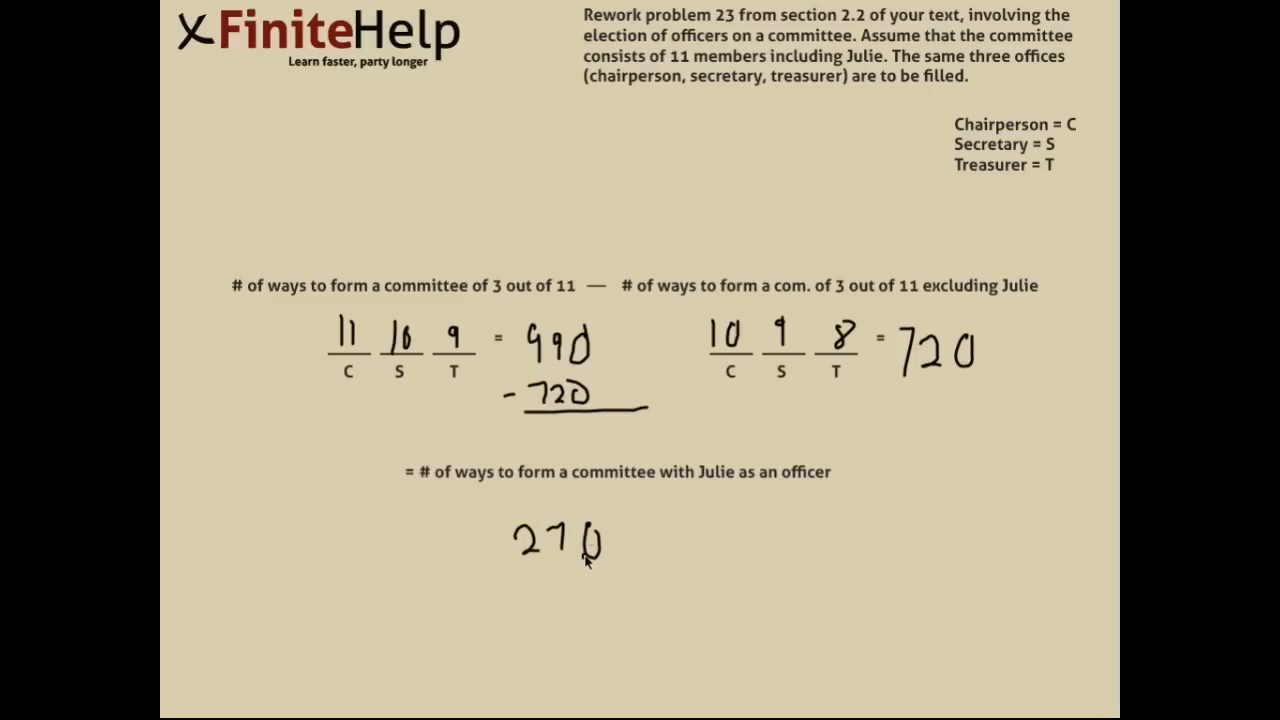 xFiniteHelp
Learn faster, party longer
Rework problem 23 from section 2.2 of your text, involving the
election of officers on a committee. Assume that the committee
consists of 11 members including Julie. The same three offices
(chairperson, secretary, treasurer) are to be filled.
Chairperson = C
Secretary = S
Treasurer = T
# of ways to form a committee of 3 out of 11 — # of ways to form a com. of 3 out of 11 excluding Julie
11 10 9 = 990
C S T
- 720
10 9 8 = 720
C S T
= # of ways to form a committee with Julie as an officer
270